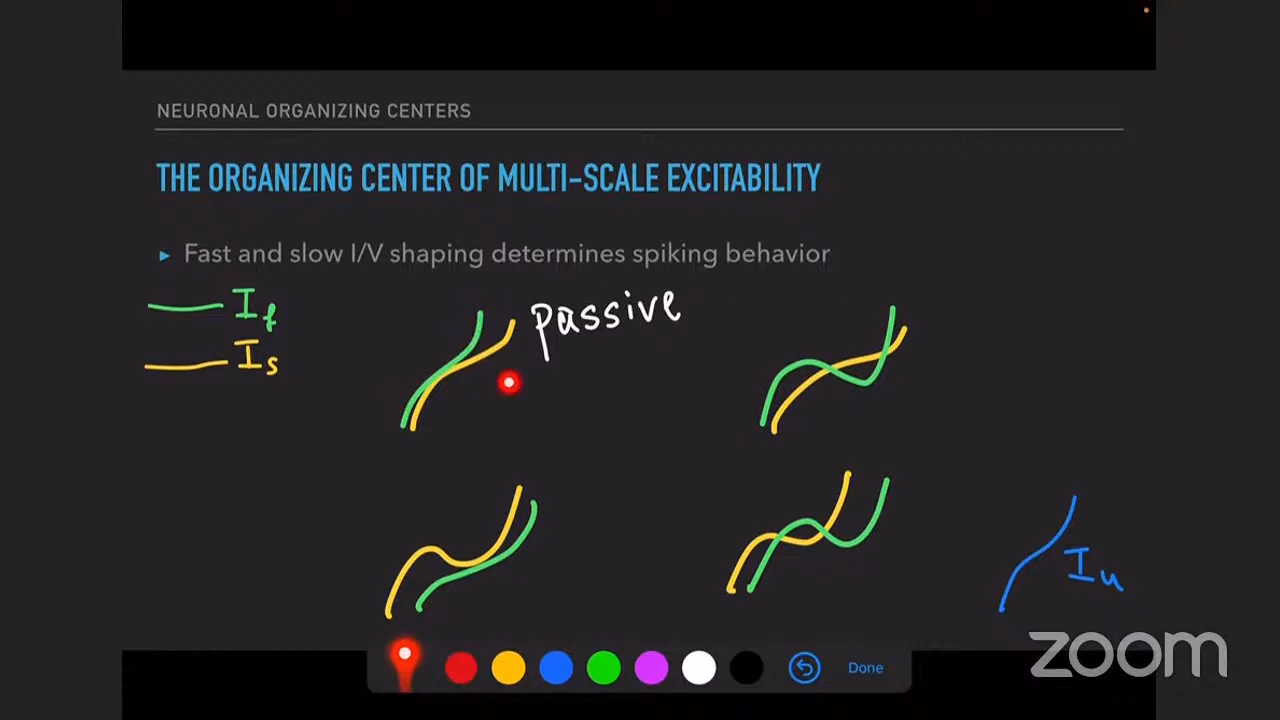 NEURONAL ORGANIZING CENTERS
THE ORGANIZING CENTER OF MULTI-SCALE EXCITABILITY
Fast and slow I/V shaping determines spiking behavior
If
Is
passive
Iu
Done
zoom